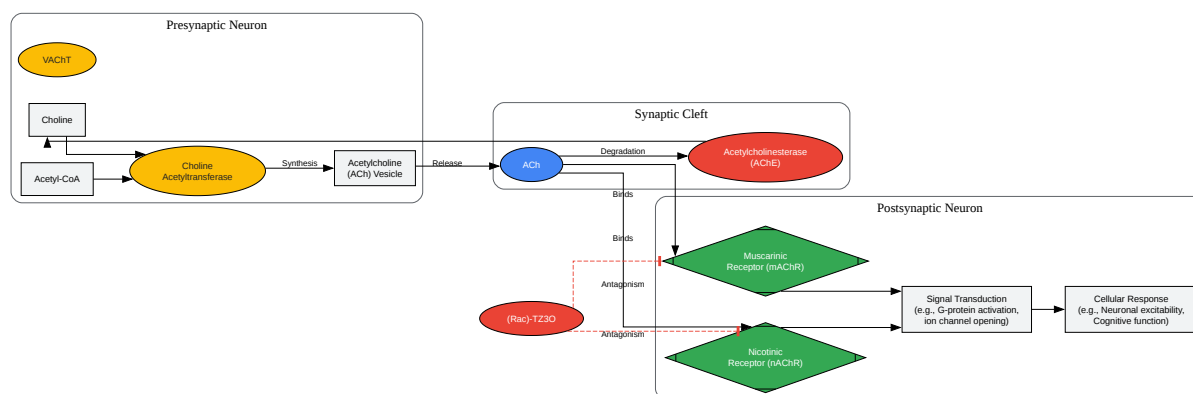 Presynaptic Neuron
VAChT
Choline
Acetyl-CoA
Choline
Acetyltransferase
Synthesis
Acetylcholine
(ACh) Vesicle
Release
Synaptic Cleft
ACh
Degradation
Acetylcholinesterase
(AChE)
Binds
Binds
Postsynaptic Neuron
Muscarinic
Receptor (mAChR)
Antagonism
(Rac)-TZ3O
Antagonism
Nicotinic
Receptor (nAChR)
Signal Transduction
(e.g., G-protein activation,
ion channel opening)
Cellular Response
(e.g., Neuronal excitability,
Cognitive function)